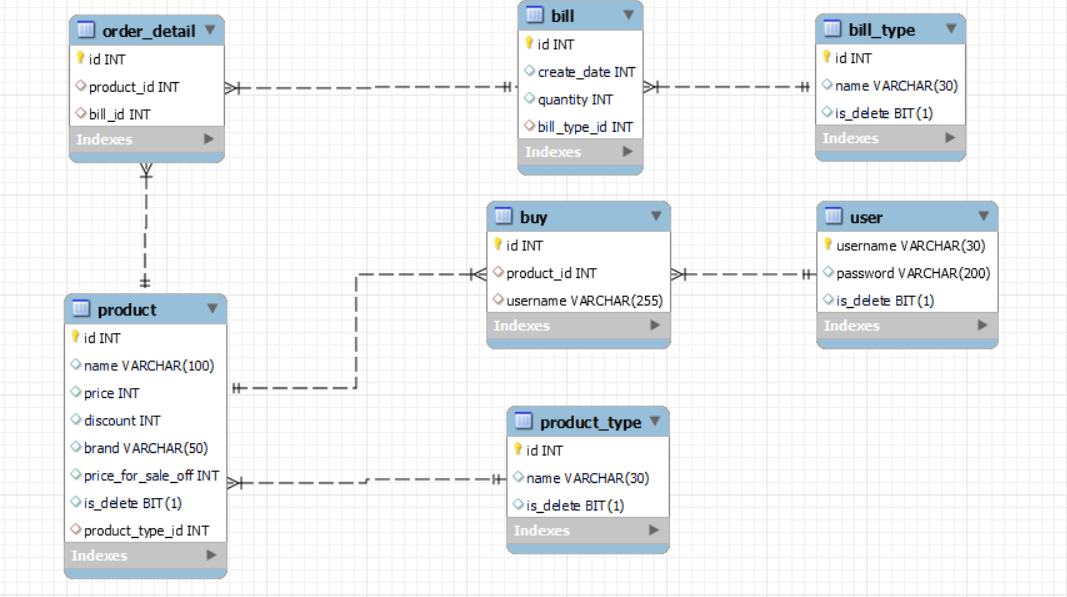 order_detail
id INT
product_id INT
bill_id INT
Indexes
bill
id INT
create_date INT
quantity INT
bill_type_id INT
Indexes
bill_type
id INT
name VARCHAR(30)
is_delete BIT(1)
Indexes
buy
id INT
product_id INT
username VARCHAR(255)
Indexes
user
username VARCHAR(30)
password VARCHAR(200)
is_delete BIT(1)
Indexes
product
id INT
name VARCHAR(100)
price INT
discount INT
brand VARCHAR(50)
price_for_sale_off INT
is_delete BIT(1)
product_type_id INT
Indexes
product_type
id INT
name VARCHAR(30)
is_delete BIT(1)
Indexes